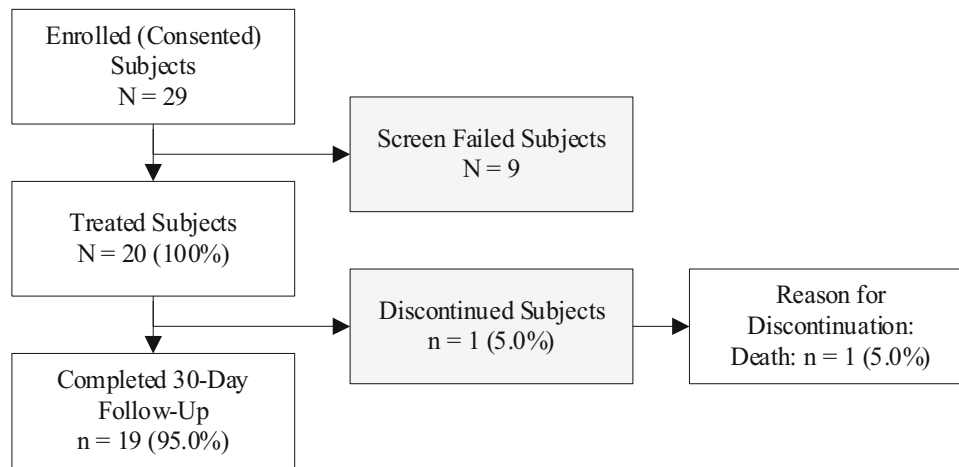 Enrolled (Consented)
Subjects
N = 29
Screen Failed Subjects
N = 9
Treated Subjects
N = 20 (100%)
Discontinued Subjects
n = 1 (5.0%)
Reason for
Discontinuation:
Death: n = 1 (5.0%)
Completed 30-Day
Follow-Up
n = 19 (95.0%)